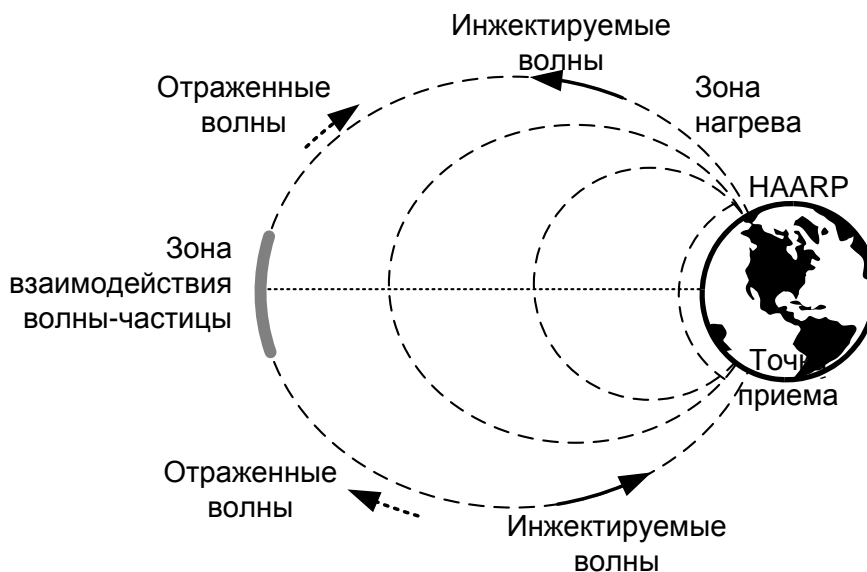 Инжектируемые
волны
Отраженные
волны
Зона
нагрева
HAARP
Зона
взаимодействия
волны-частицы
Точка
приема
Отраженные
волны
Инжектируемые
волны